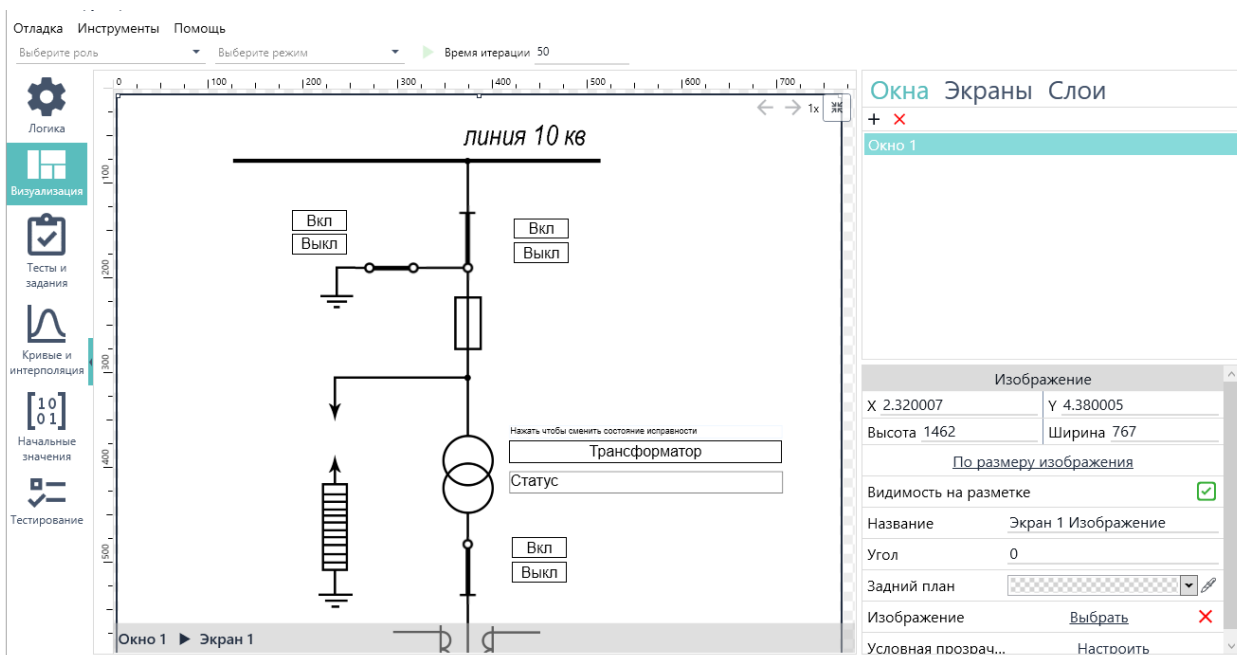 Отладка Инструменты Помощь
Выберите роль Выберите режим Время итерации 50
Логика
Визуализация
Тесты и
задания
Кривые и
интерполяция
10
01
Начальные
значения
Тестирование
0 100 200 300 400 500 600 700
100
200
300
400
500
1x
линия 10 кв
Вкл
Выкл
Вкл
Выкл
Нажать чтобы сменить состояние исправности
Трансформатор
Статус
Вкл
Выкл
Окно 1 ▶ Экран 1
Окна Экраны Слои
Окно 1
Изображение
X 2.320007 Y 4.380005
Высота 1462 Ширина 767
По размеру изображения
Видимость на разметке
Название Экран 1 Изображение
Угол 0
Задний план
Изображение Выбрать
Условная прозрач... Настроить